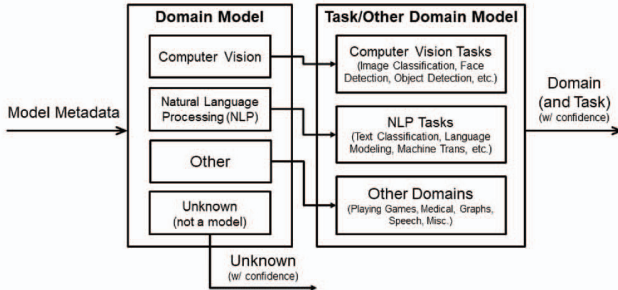 Domain Model
Task/Other Domain Model
Model Metadata
Computer Vision
Natural Language
Processing (NLP)
Other
Unknown
(not a model)
Computer Vision Tasks
(Image Classification, Face
Detection, Object Detection, etc.)
NLP Tasks
(Text Classification, Language
Modeling, Machine Trans, etc.)
Other Domains
(Playing Games, Medical, Graphs,
Speech, Misc.)
Domain
(and Task)
(w/ confidence)
Unknown
(w/ confidence)